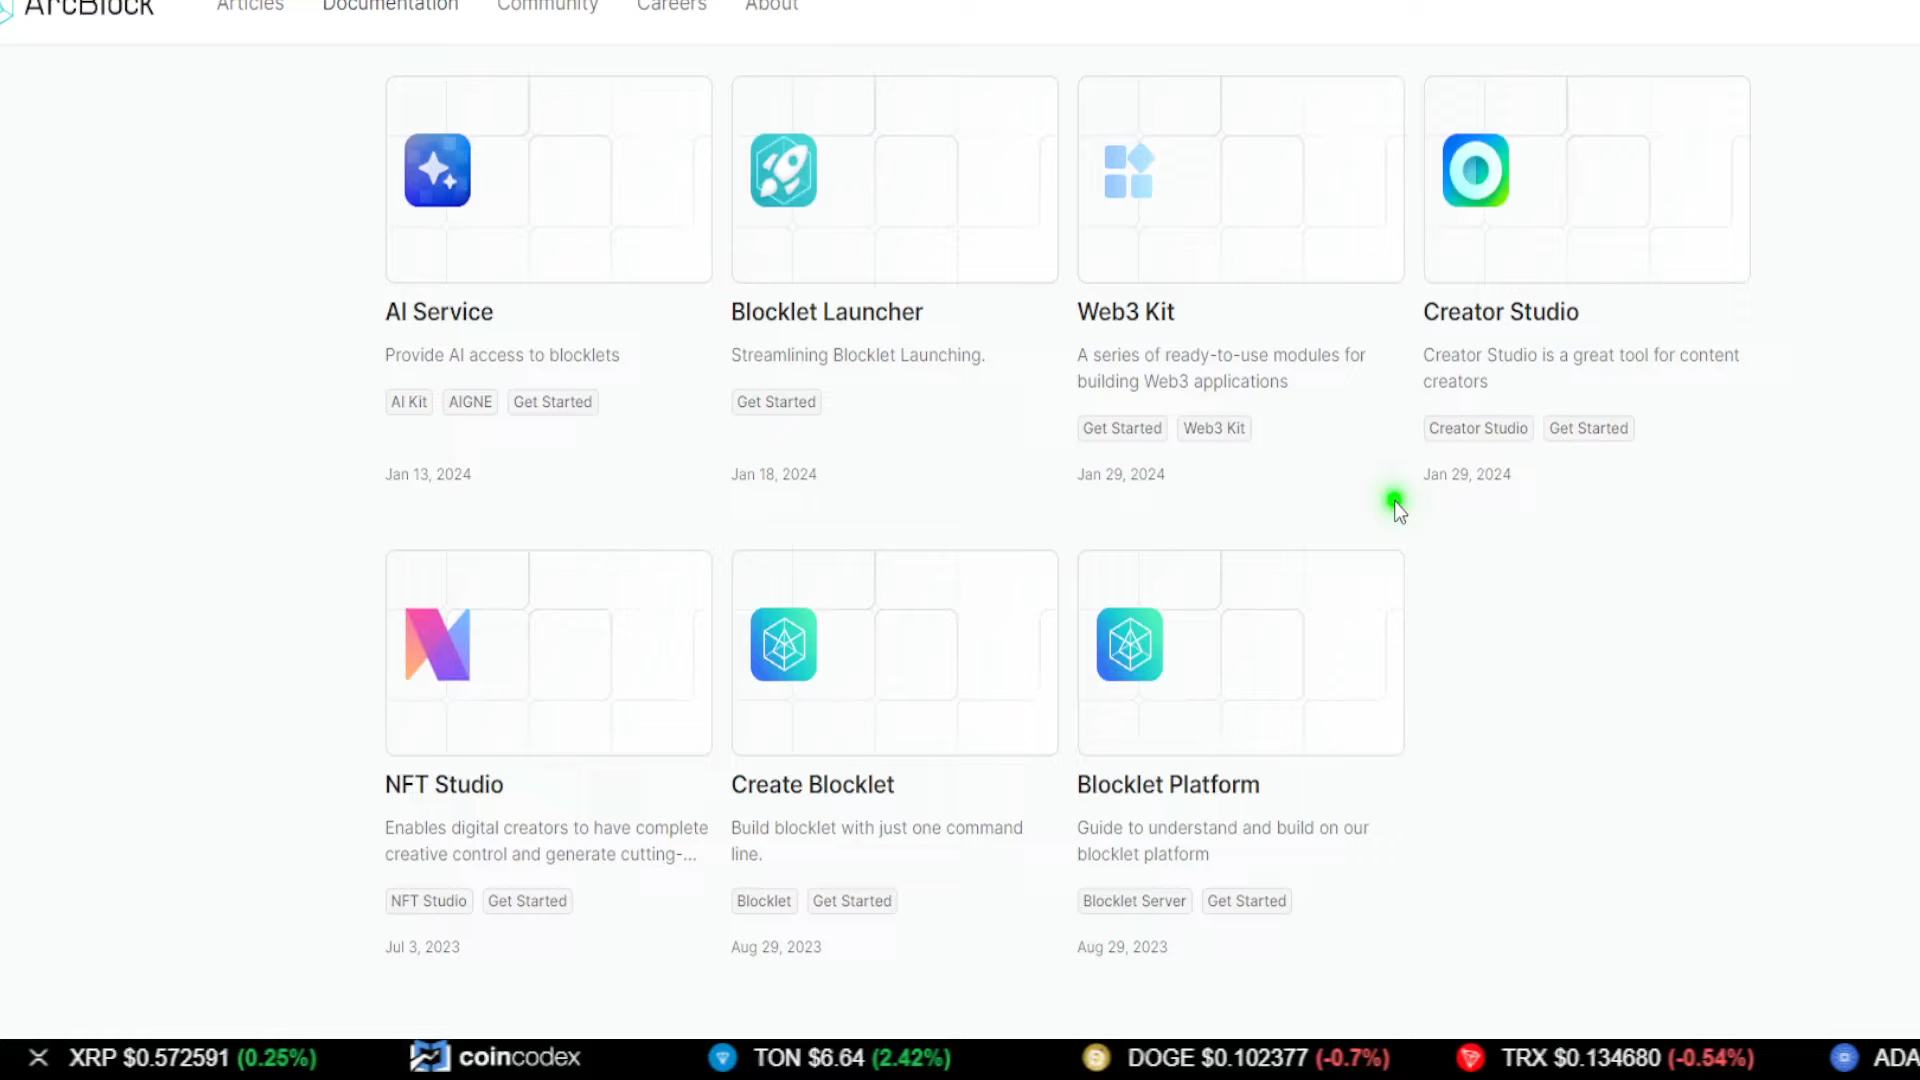 ArcBlock Articles Documentation Community Careers About
AI Service
Provide AI access to blocklets
AI Kit AIGNE Get Started
Jan 13, 2024
Blocklet Launcher
Streamlining Blocklet Launching.
Get Started
Jan 18, 2024
Web3 Kit
A series of ready-to-use modules for
building Web3 applications
Get Started Web3 Kit
Jan 29, 2024
Creator Studio
Creator Studio is a great tool for content
creators
Creator Studio Get Started
Jan 29, 2024
NFT Studio
Enables digital creators to have complete
creative control and generate cutting-...
NFT Studio Get Started
Jul 3, 2023
Create Blocklet
Build blocklet with just one command
line.
Blocklet Get Started
Aug 29, 2023
Blocklet Platform
Guide to understand and build on our
blocklet platform
Blocklet Server Get Started
Aug 29, 2023
XRP $0.572591 (0.25%) coincodex TON $6.64 (2.42%) DOGE $0.102377 (-0.7%) TRX $0.134680 (-0.54%) ADA